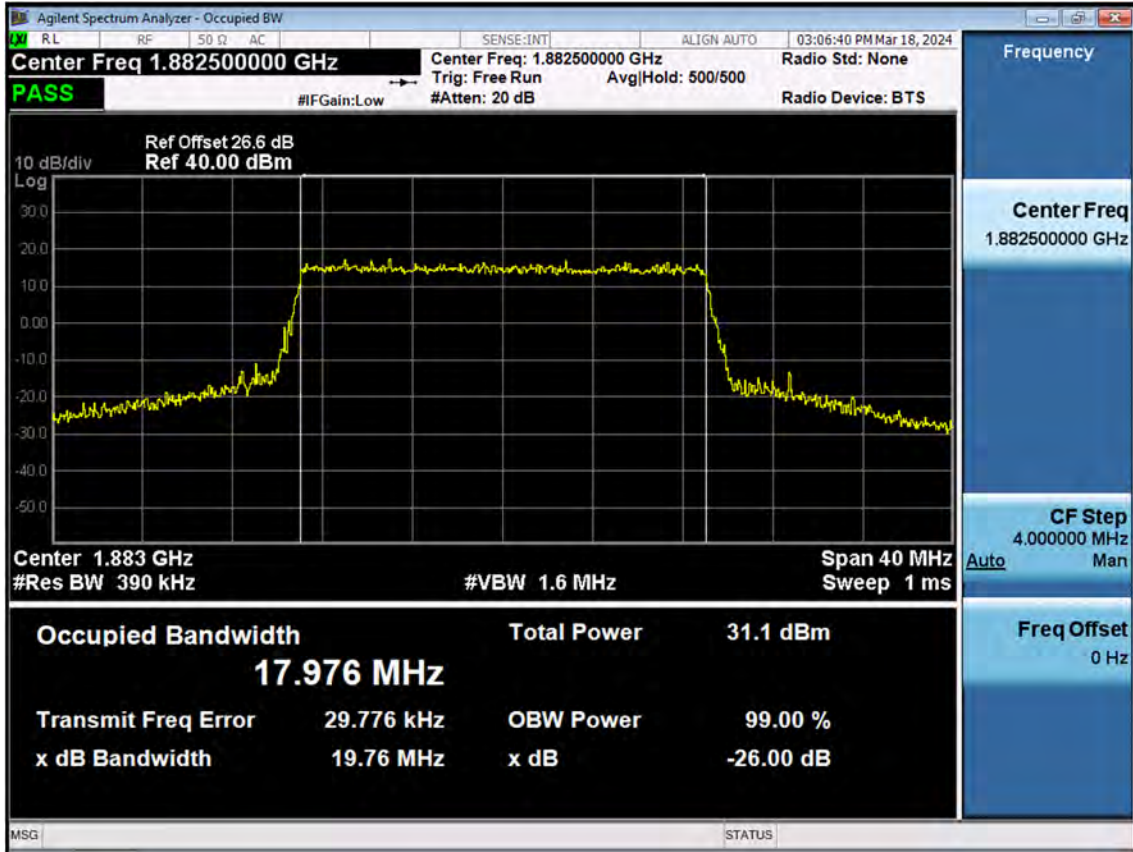 Agilent Spectrum Analyzer - Occupied BW
LXI RL RF 50 Ω AC SENSE:INT ALIGN AUTO 03:06:40 PM Mar 18, 2024
Center Freq 1.882500000 GHz
Center Freq: 1.882500000 GHz
Radio Std: None
Trig: Free Run Avg|Hold: 500/500
PASS
#IFGain:Low
#Atten: 20 dB
Radio Device: BTS
Ref Offset 26.6 dB
10 dB/div Ref 40.00 dBm
Log
30.0
20.0
10.0
0.00
-10.0
-20.0
-30.0
-40.0
-50.0
Center 1.883 GHz Span 40 MHz
#Res BW 390 kHz #VBW 1.6 MHz Sweep 1 ms
Occupied Bandwidth Total Power 31.1 dBm
17.976 MHz
Transmit Freq Error 29.776 kHz OBW Power 99.00 %
x dB Bandwidth 19.76 MHz x dB -26.00 dB
MSG STATUS
Frequency
Center Freq
1.882500000 GHz
CF Step
4.000000 MHz
Auto Man
Freq Offset
0 Hz